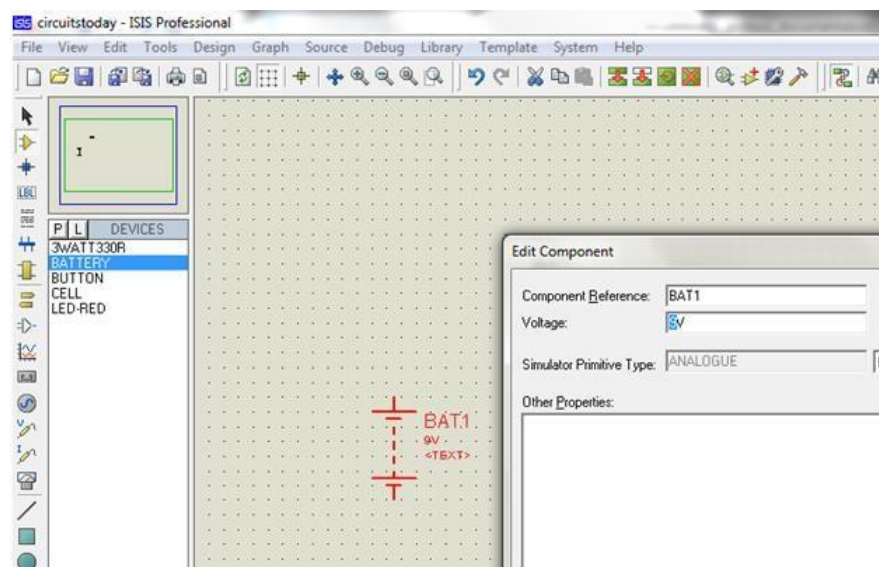 ISIS circuitstoday - ISIS Professional
File View Edit Tools Design Graph Source Debug Library Template System Help
LBL
P L DEVICES
3WATT330R
BATTERY
BUTTON
CELL
LED-RED
Edit Component
Component Reference: BAT1
Voltage: 9V
Simulator Primitive Type: ANALOGUE
Other Properties:
BAT1
9V
<TEXT>